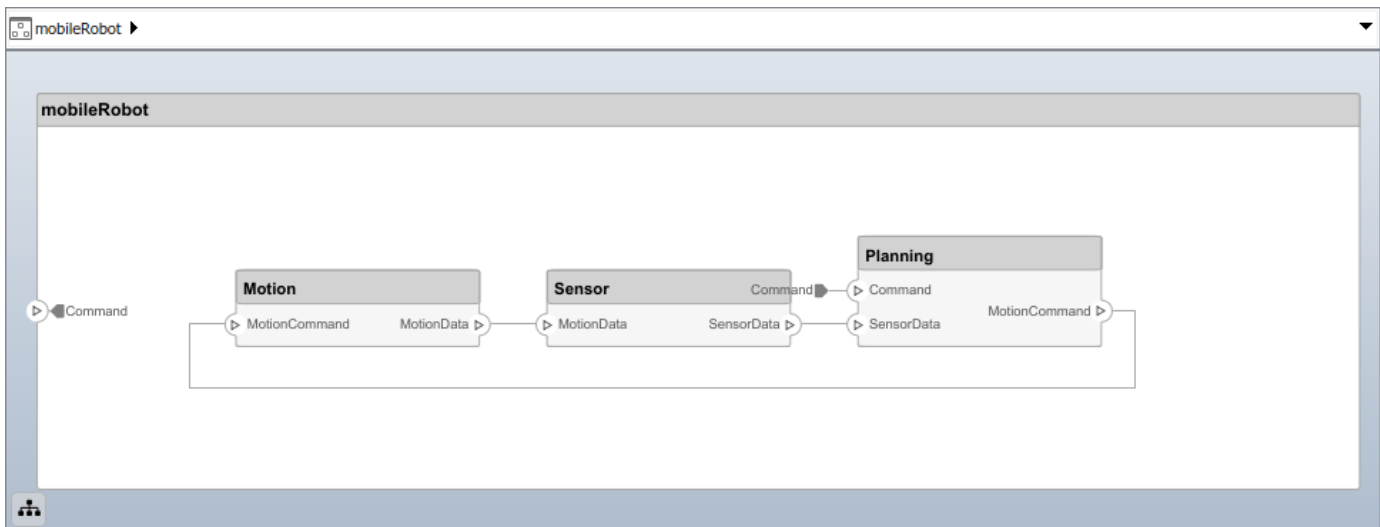 mobileRobot
mobileRobot
Planning
Motion
Sensor
Command
Command
Command
MotionCommand
MotionCommand
MotionData
MotionData
SensorData
SensorData